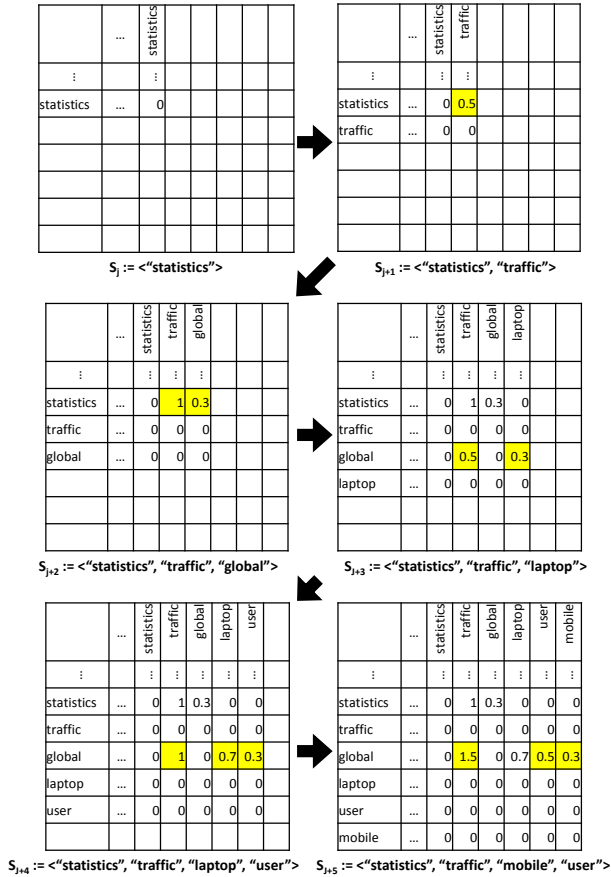 ... statistics
⋮ ⋮
statistics ... 0
S_j := <“statistics”>
... statistics traffic
⋮ ... ...
statistics ... 0 0.5
traffic ... 0 0
S_j+1 := <“statistics”, “traffic”>
... statistics traffic global
⋮ ⋮ ... ...
statistics ... 0 1 0.3
traffic ... 0 0 0
global ... 0 0 0
S_j+2 := <“statistics”, “traffic”, “global”>
... statistics traffic global laptop
⋮ ⋮ ... ... ...
statistics ... 0 1 0.3 0
traffic ... 0 0 0 0
global ... 0 0.5 0 0.3
laptop ... 0 0 0 0
S_J+3 := <“statistics”, “traffic”, “laptop”>
... statistics traffic global laptop user
⋮ ... ... ... ... ...
statistics ... 0 1 0.3 0 0
traffic ... 0 0 0 0 0
global ... 0 1 0 0.7 0.3
laptop ... 0 0 0 0 0
user ... 0 0 0 0 0
S_J+4 := <“statistics”, “traffic”, “laptop”, “user”>
... statistics traffic global laptop user mobile
⋮ ... ... ... ... ... ...
statistics ... 0 1 0.3 0 0 0
traffic ... 0 0 0 0 0 0
global ... 0 1.5 0 0.7 0.5 0.3
laptop ... 0 0 0 0 0 0
user ... 0 0 0 0 0 0
mobile ... 0 0 0 0 0 0
S_J+5 := <“statistics”, “traffic”, “mobile”, “user”>